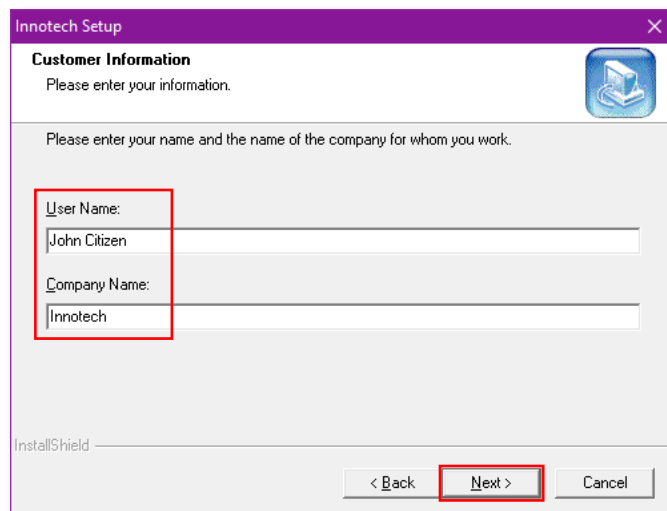 Innotech Setup
Customer Information
Please enter your information.
Please enter your name and the name of the company for whom you work.
User Name:
John Citizen
Company Name:
Innotech
InstallShield
< Back
Next >
Cancel